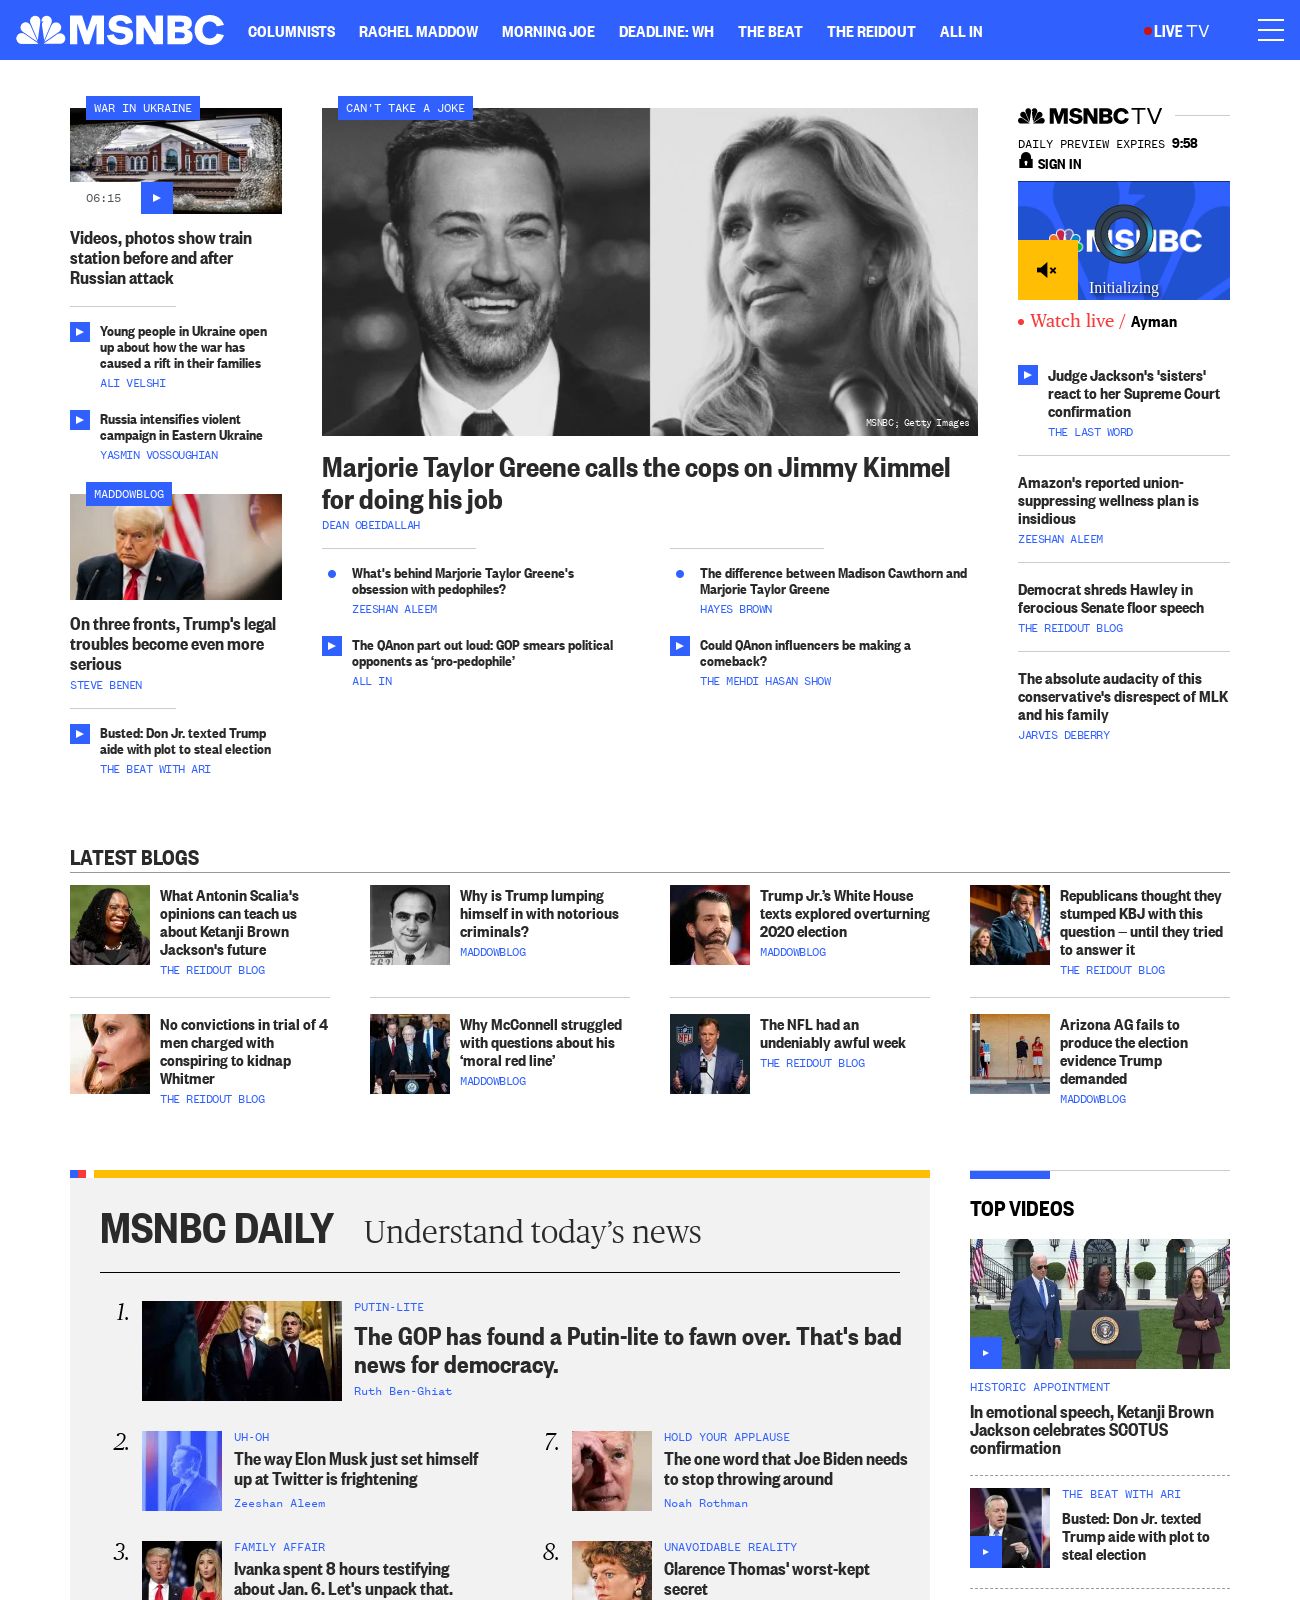 MSNBC COLUMNISTS RACHEL MADDOW MORNING JOE DEADLINE: WH THE BEAT THE REIDOUT ALL IN LIVE TV
WAR IN UKRAINE
06:15
Videos, photos show train
station before and after
Russian attack
Young people in Ukraine open
up about how the war has
caused a rift in their families
ALI VELSHI
Russia intensifies violent
campaign in Eastern Ukraine
YASMIN VOSSOUGHIAN
MADDOWBLOG
On three fronts, Trump's legal
troubles become even more
serious
STEVE BENEN
Busted: Don Jr. texted Trump
aide with plot to steal election
THE BEAT WITH ARI
CAN'T TAKE A JOKE
MSNBC; Getty Images
Marjorie Taylor Greene calls the cops on Jimmy Kimmel
for doing his job
DEAN OBEIDALLAH
What's behind Marjorie Taylor Greene's
obsession with pedophiles?
ZEESHAN ALEEM
The QAnon part out loud: GOP smears political
opponents as ‘pro-pedophile’
ALL IN
The difference between Madison Cawthorn and
Marjorie Taylor Greene
HAYES BROWN
Could QAnon influencers be making a
comeback?
THE MEHDI HASAN SHOW
MSNBC TV
DAILY PREVIEW EXPIRES 9:58
SIGN IN
MSNBC
Initializing
Watch live / Ayman
Judge Jackson's 'sisters'
react to her Supreme Court
confirmation
THE LAST WORD
Amazon's reported union-
suppressing wellness plan is
insidious
ZEESHAN ALEEM
Democrat shreds Hawley in
ferocious Senate floor speech
THE REIDOUT BLOG
The absolute audacity of this
conservative's disrespect of MLK
and his family
JARVIS DEBERRY
LATEST BLOGS
What Antonin Scalia's
opinions can teach us
about Ketanji Brown
Jackson's future
THE REIDOUT BLOG
Why is Trump lumping
himself in with notorious
criminals?
MADDOWBLOG
Trump Jr.’s White House
texts explored overturning
2020 election
MADDOWBLOG
Republicans thought they
stumped KBJ with this
question — until they tried
to answer it
THE REIDOUT BLOG
No convictions in trial of 4
men charged with
conspiring to kidnap
Whitmer
THE REIDOUT BLOG
Why McConnell struggled
with questions about his
‘moral red line’
MADDOWBLOG
NFL
The NFL had an
undeniably awful week
THE REIDOUT BLOG
Arizona AG fails to
produce the election
evidence Trump
demanded
MADDOWBLOG
MSNBC DAILY Understand today’s news
1.
PUTIN-LITE
The GOP has found a Putin-lite to fawn over. That's bad
news for democracy.
Ruth Ben-Ghiat
2.
UH-OH
The way Elon Musk just set himself
up at Twitter is frightening
Zeeshan Aleem
3.
FAMILY AFFAIR
Ivanka spent 8 hours testifying
about Jan. 6. Let's unpack that.
7.
HOLD YOUR APPLAUSE
The one word that Joe Biden needs
to stop throwing around
Noah Rothman
8.
UNAVOIDABLE REALITY
Clarence Thomas' worst-kept
secret
TOP VIDEOS
HISTORIC APPOINTMENT
In emotional speech, Ketanji Brown
Jackson celebrates SCOTUS
confirmation
THE BEAT WITH ARI
Busted: Don Jr. texted
Trump aide with plot to
steal election